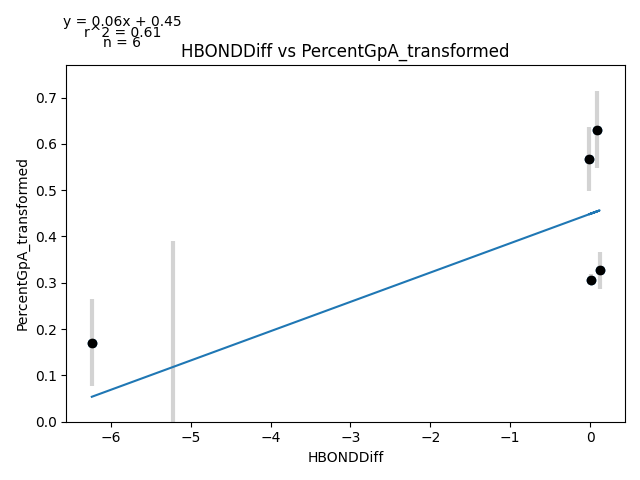 y = 0.06x + 0.45
r^2 = 0.61
n = 6
HBONDDiff vs PercentGpA_transformed
PercentGpA_transformed
0.7
0.6
0.5
0.4
0.3
0.2
0.1
0.0
−6
−5
−4
−3
−2
−1
0
HBONDDiff